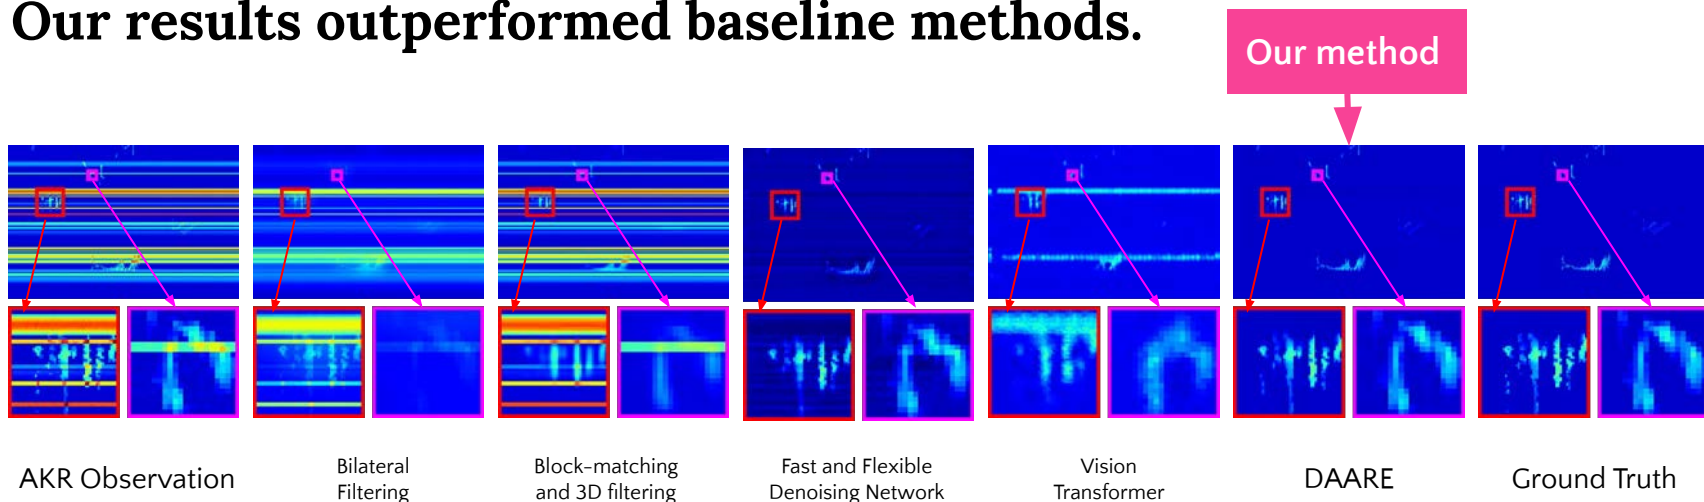 Our results outperformed baseline methods.
Our method
AKR Observation
Bilateral
Filtering
Block-matching
and 3D filtering
Fast and Flexible
Denoising Network
Vision
Transformer
DAARE
Ground Truth